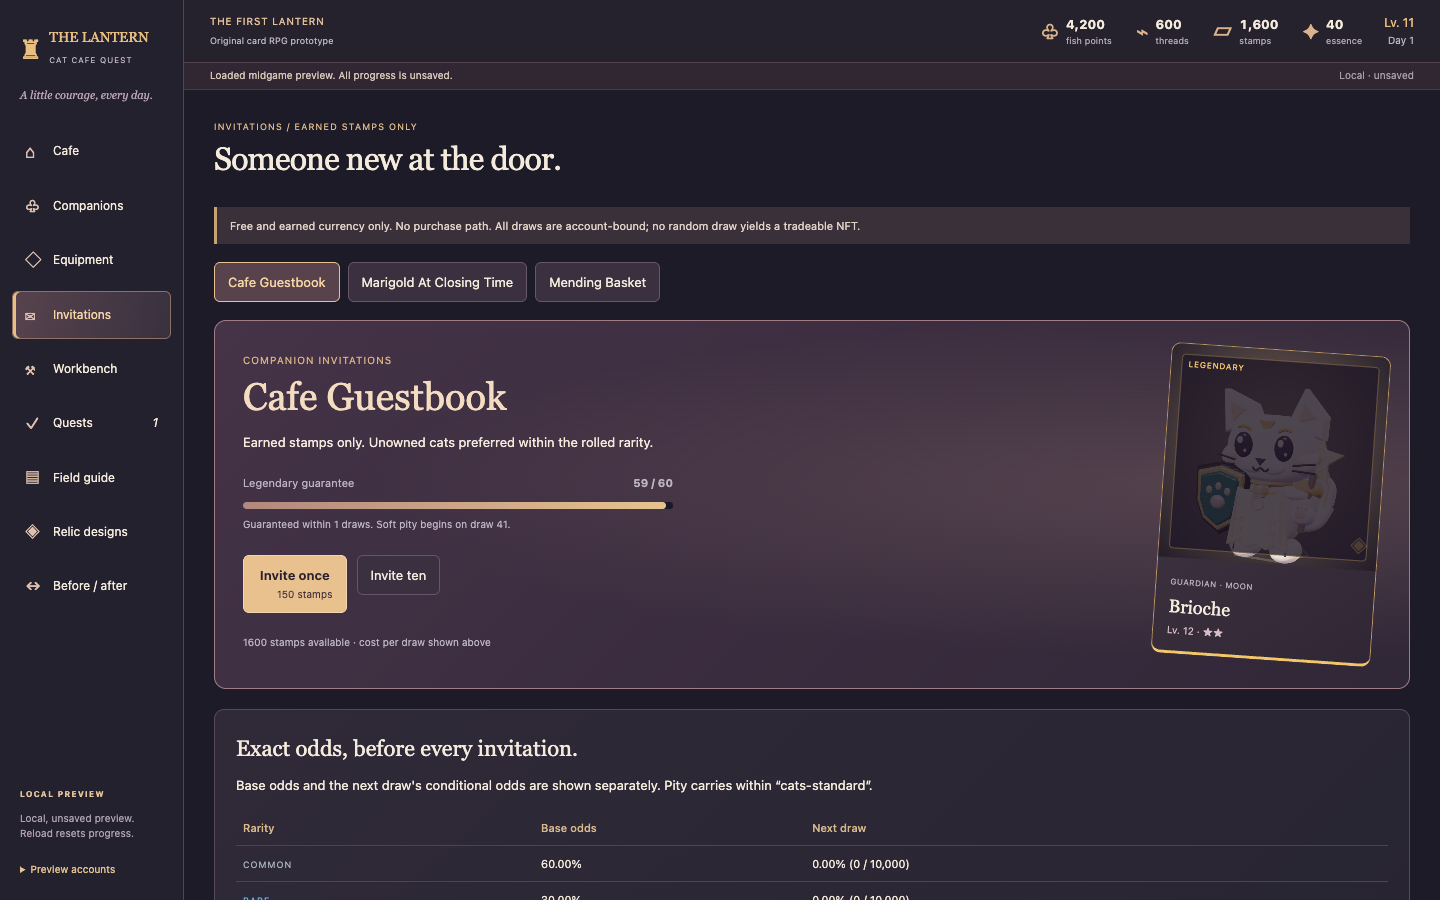 THE LANTERN
CAT CAFE QUEST
A little courage, every day.
Cafe
Companions
Equipment
Invitations
Workbench
Quests 1
Field guide
Relic designs
Before / after
LOCAL PREVIEW
Local, unsaved preview.
Reload resets progress.
Preview accounts
THE FIRST LANTERN
Original card RPG prototype
4,200
fish points
600
threads
1,600
stamps
40
essence
Lv. 11
Day 1
Loaded midgame preview. All progress is unsaved.
Local · unsaved
INVITATIONS / EARNED STAMPS ONLY
Someone new at the door.
Free and earned currency only. No purchase path. All draws are account-bound; no random draw yields a tradeable NFT.
Cafe Guestbook
Marigold At Closing Time
Mending Basket
COMPANION INVITATIONS
Cafe Guestbook
Earned stamps only. Unowned cats preferred within the rolled rarity.
Legendary guarantee 59 / 60
Guaranteed within 1 draws. Soft pity begins on draw 41.
Invite once
150 stamps
Invite ten
1600 stamps available · cost per draw shown above
LEGENDARY
GUARDIAN · MOON
Brioche
Lv. 12 · ★★
Exact odds, before every invitation.
Base odds and the next draw's conditional odds are shown separately. Pity carries within “cats-standard”.
Rarity Base odds Next draw
COMMON 60.00% 0.00% (0 / 10,000)
RARE 30.00% 0.00% (0 / 10,000)